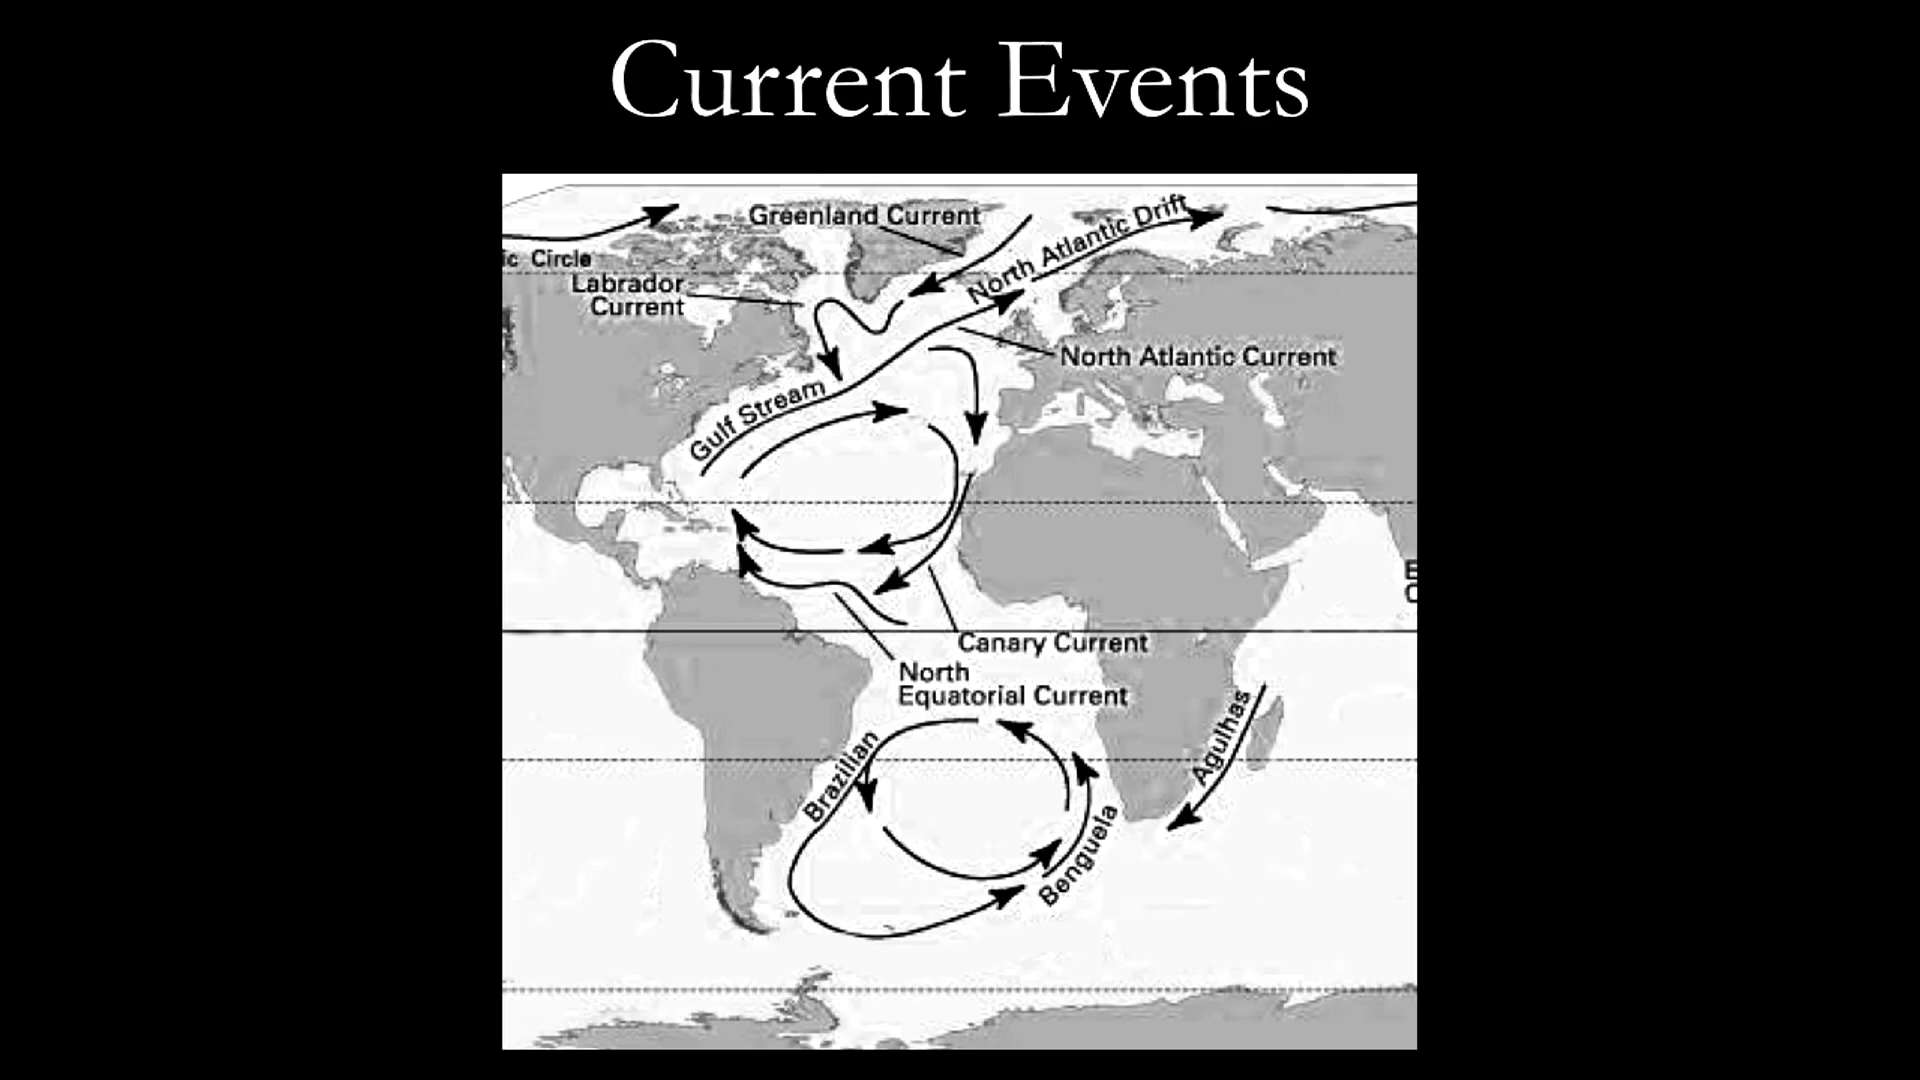 Current Events
Greenland Current
North Atlantic Drift
ic Circle
Labrador
Current
North Atlantic Current
Gulf Stream
Canary Current
North
Equatorial Current
Agulhas
Brazilian
Benguela